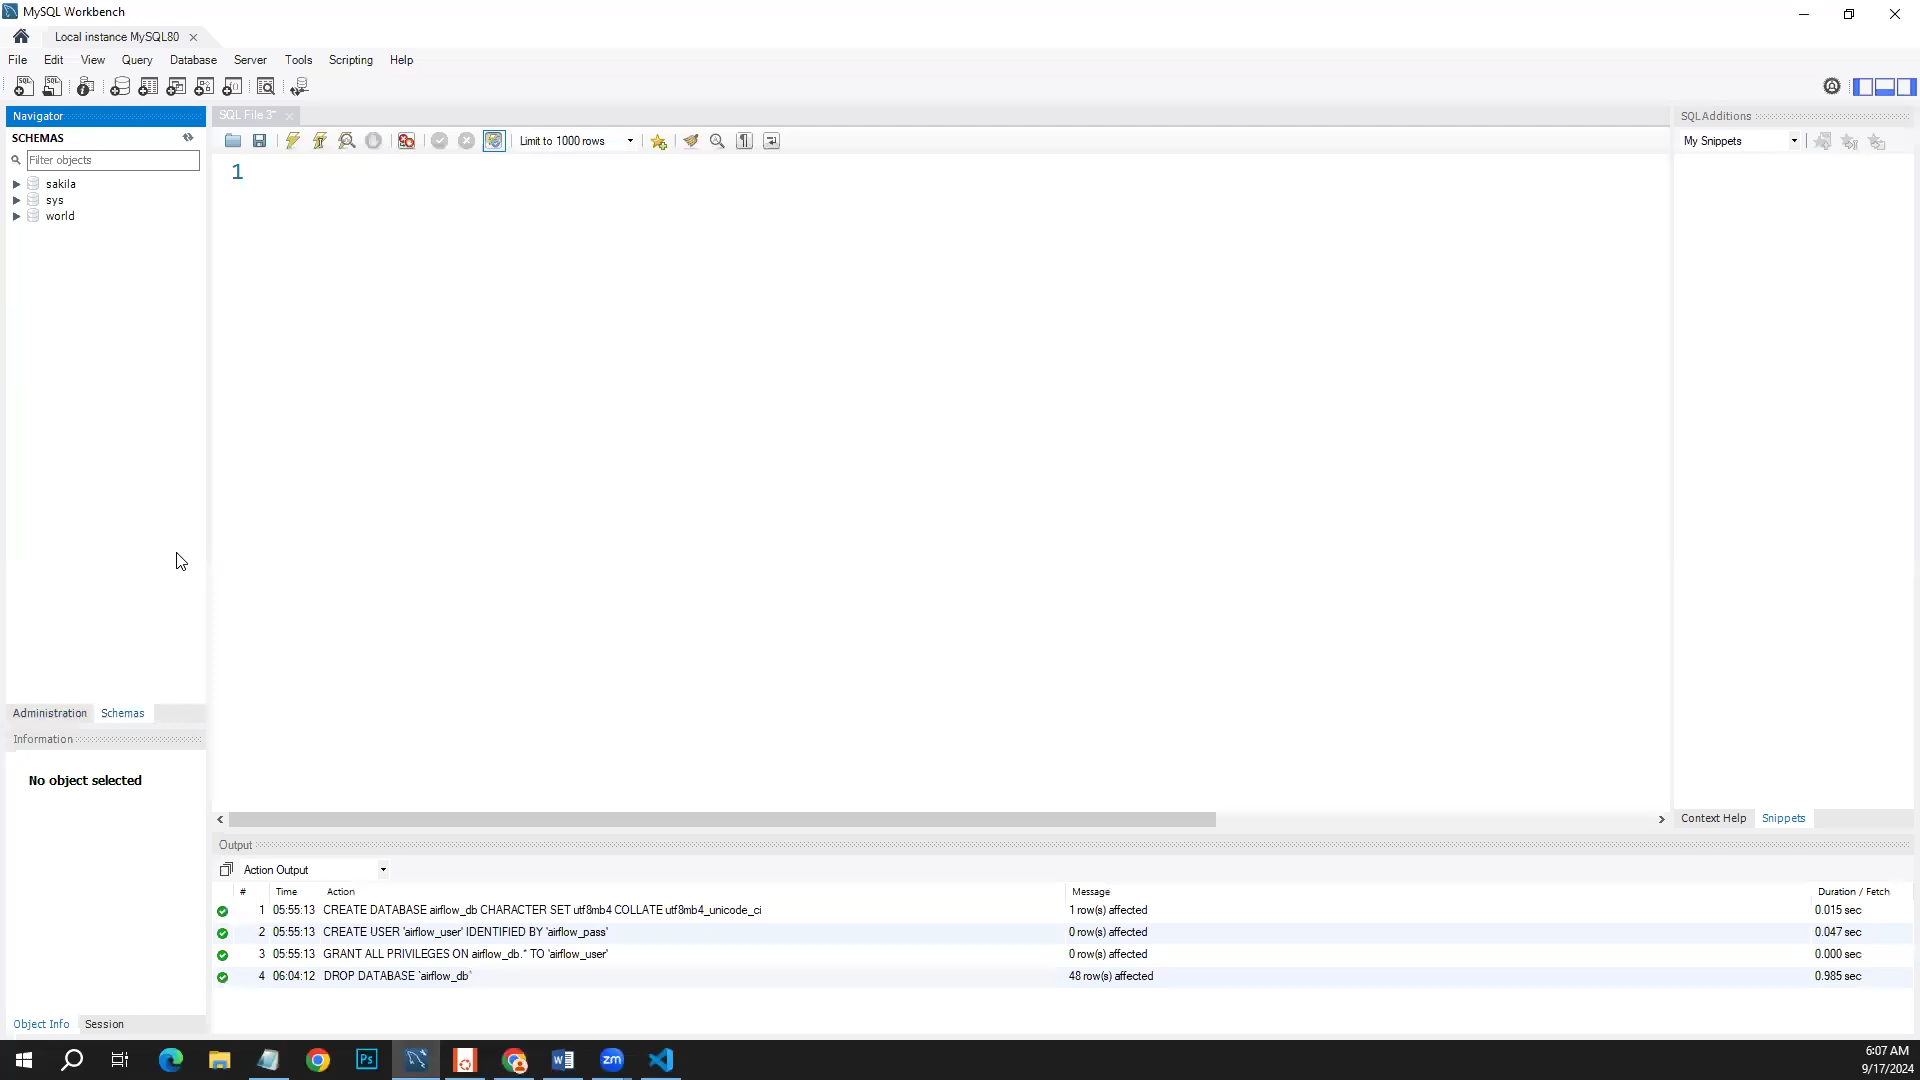 MySQL Workbench
Local instance MySQL80
File Edit View Query Database Server Tools Scripting Help
Navigator
SCHEMAS
Filter objects
sakila
sys
world
Administration Schemas
Information
No object selected
Object Info Session
SQL File 3*
Limit to 1000 rows
1
SQLAdditions
My Snippets
Context Help Snippets
Output
Action Output
# Time Action Message Duration / Fetch
1 05:55:13 CREATE DATABASE airflow_db CHARACTER SET utf8mb4 COLLATE utf8mb4_unicode_ci 1 row(s) affected 0.015 sec
2 05:55:13 CREATE USER 'airflow_user' IDENTIFIED BY 'airflow_pass' 0 row(s) affected 0.047 sec
3 05:55:13 GRANT ALL PRIVILEGES ON airflow_db.* TO 'airflow_user' 0 row(s) affected 0.000 sec
4 06:04:12 DROP DATABASE `airflow_db` 48 row(s) affected 0.985 sec
Ps
W
zm
6:07 AM
9/17/2024